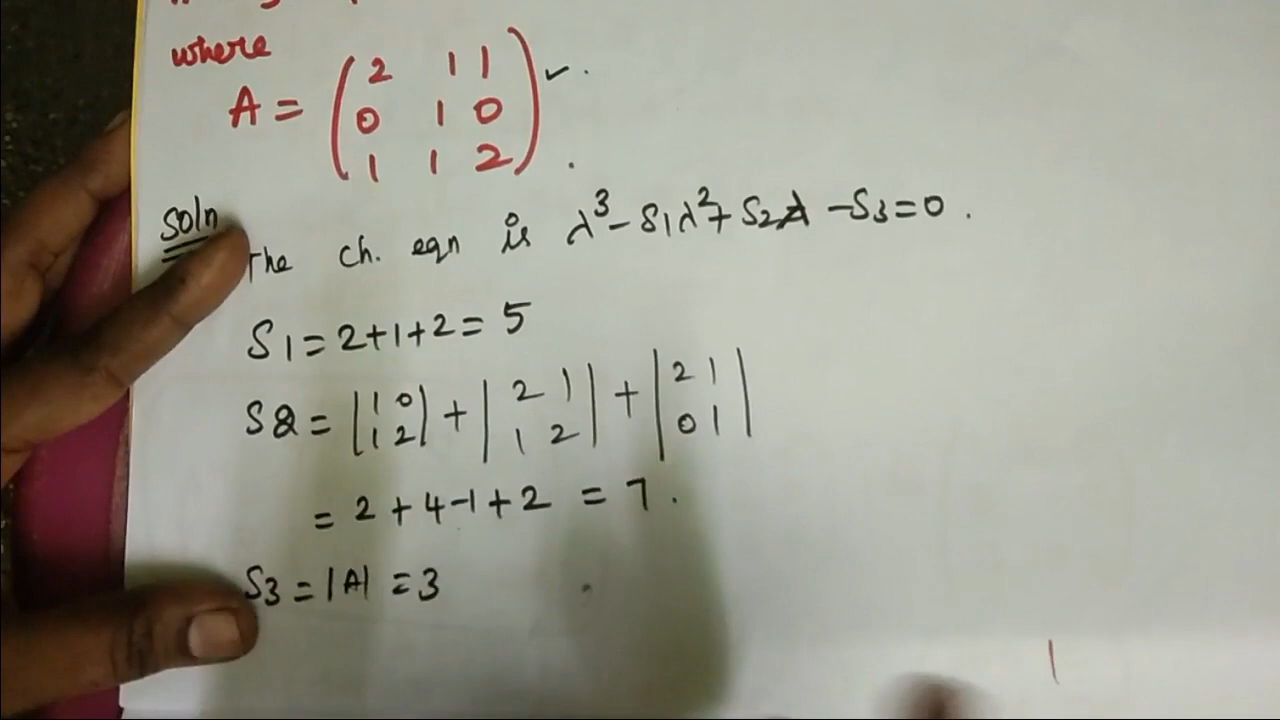 where
A = ( 2 1 1
0 1 0
1 1 2 ) ✓ .
Soln
The ch. eqn is λ³ - S1λ² + S2λ - S3 = 0 .
S1 = 2+1+2 = 5
S2 = |1 0| + |2 1| + |2 1|
|1 2| |1 2| |0 1|
= 2 + 4-1 + 2 = 7 .
S3 = |A| = 3